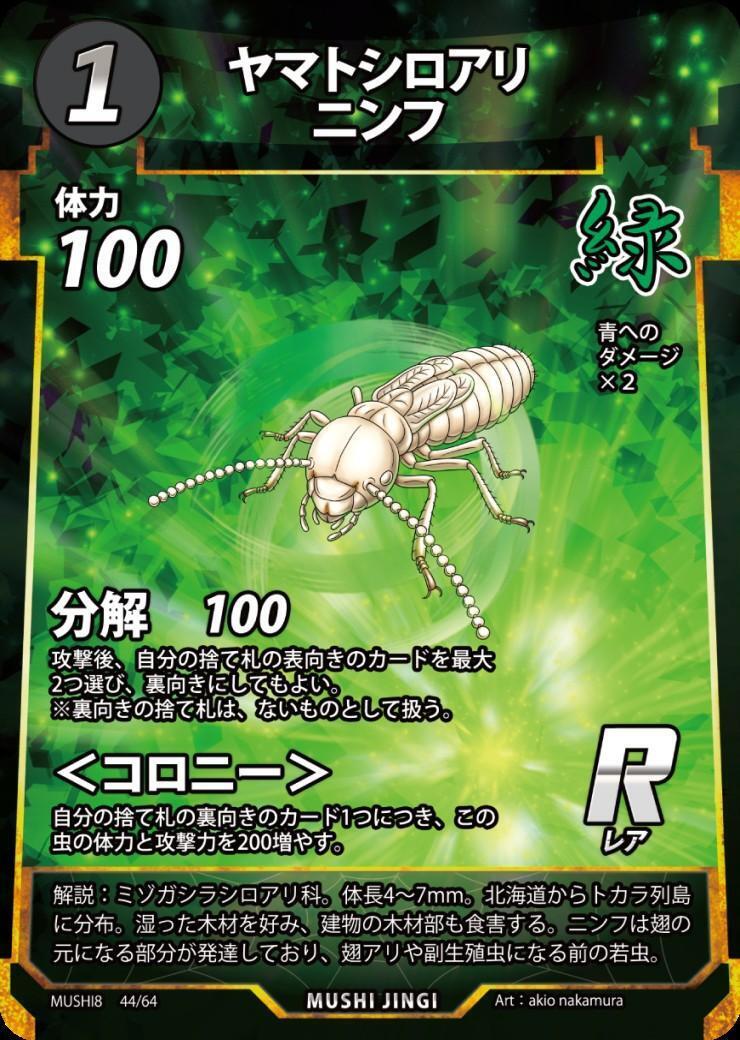 1
ヤマトシロアリ
ニンフ
体力
100
緑
青への
ダメージ
×2
分解 100
攻撃後、自分の捨て札の表向きのカードを最大
2つ選び、裏向きにしてもよい。
※裏向きの捨て札は、ないものとして扱う。
＜コロニー＞
自分の捨て札の裏向きのカード1つにつき、この
虫の体力と攻撃力を200増やす。
R
レア
解説：ミゾガシラシロアリ科。体長4～7mm。北海道からトカラ列島
に分布。湿った木材を好み、建物の木材部も食害する。ニンフは翅の
元になる部分が発達しており、翅アリや副生殖虫になる前の若虫。
MUSHI8 44/64
MUSHI JINGI
Art：akio nakamura